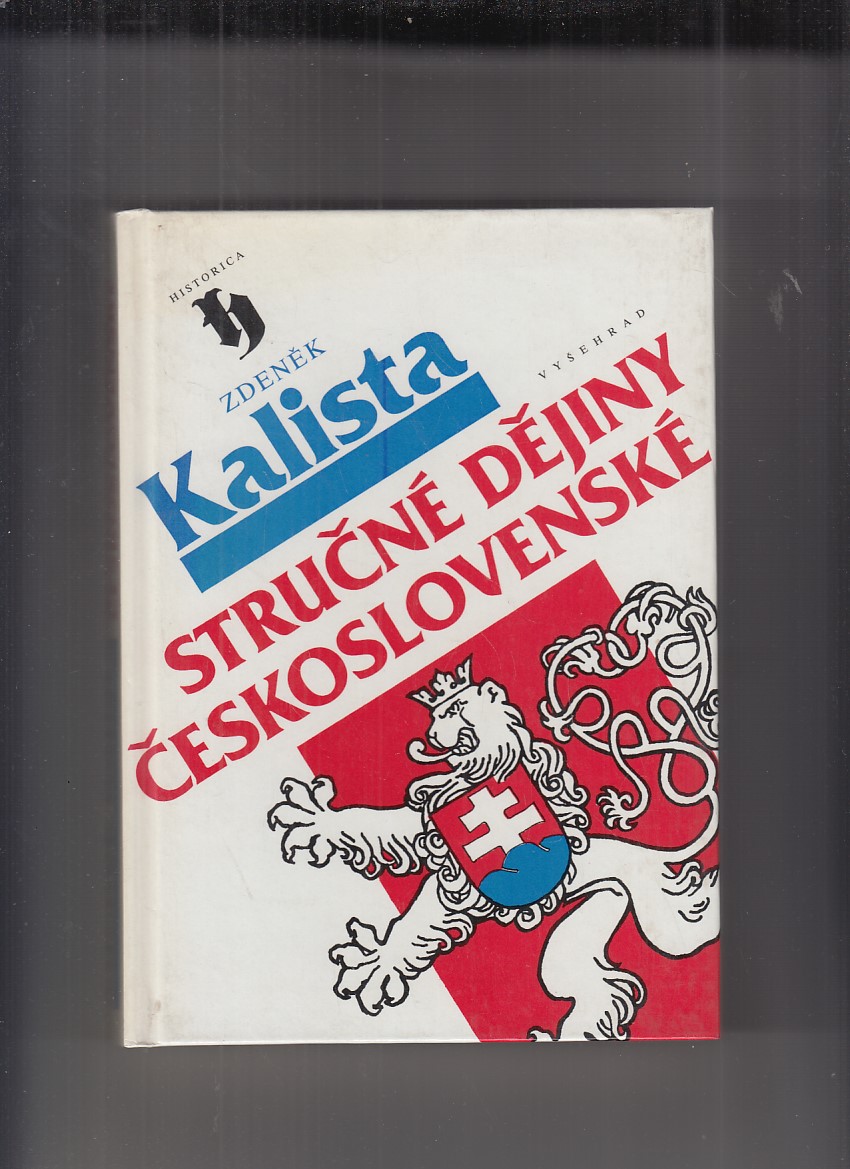 HISTORICA
h
ZDENĚK
Kalista
VYŠEHRAD
STRUČNÉ DĚJINY
ČESKOSLOVENSKÉ